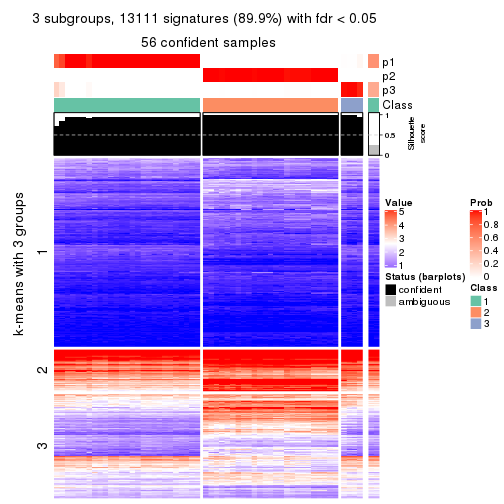 3 subgroups, 13111 signatures (89.9%) with fdr < 0.05
56 confident samples
p1
p2
p3
Class
1
0.5
0
Silhouette
score
k-means with 3 groups
1
2
3
Value
5
4
3
2
1
Status (barplots)
confident
ambiguous
Prob
1
0.8
0.6
0.4
0.2
0
Class
1
2
3